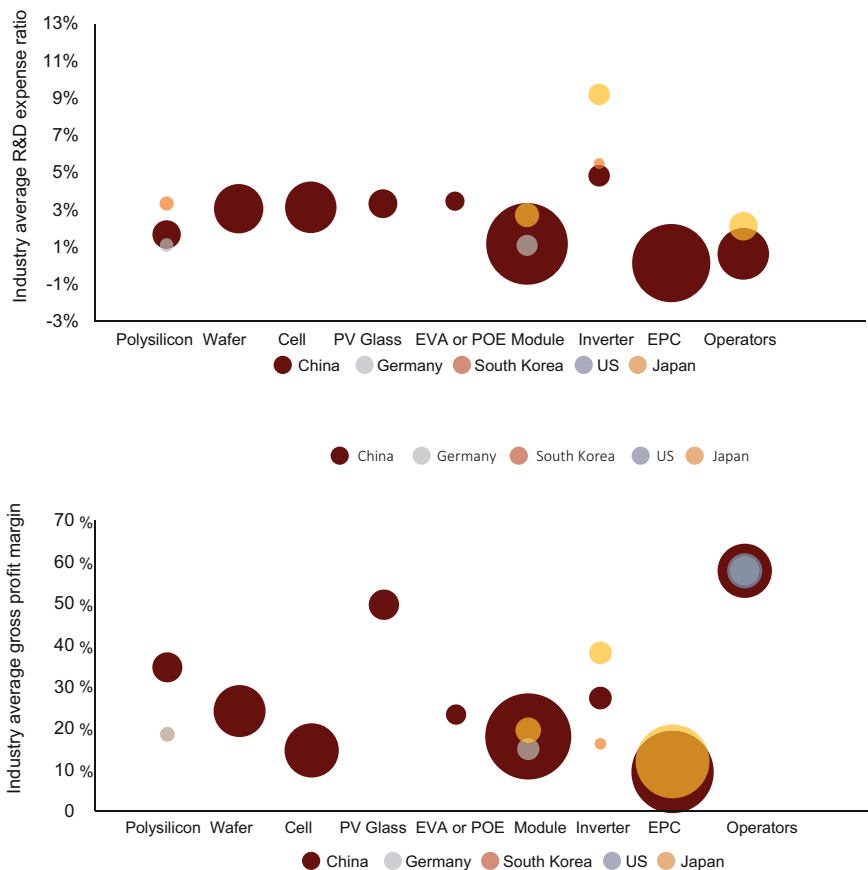 Industry average R&D expense ratio
13%
11%
9%
7%
5%
3%
1%
-1%
-3%
Polysilicon Wafer Cell PV Glass EVA or POE Module Inverter EPC Operators
China Germany South Korea US Japan
China Germany South Korea US Japan
Industry average gross profit margin
70 %
60 %
50 %
40 %
30 %
20 %
10 %
0
Polysilicon Wafer Cell PV Glass EVA or POE Module Inverter EPC Operators
China Germany South Korea US Japan